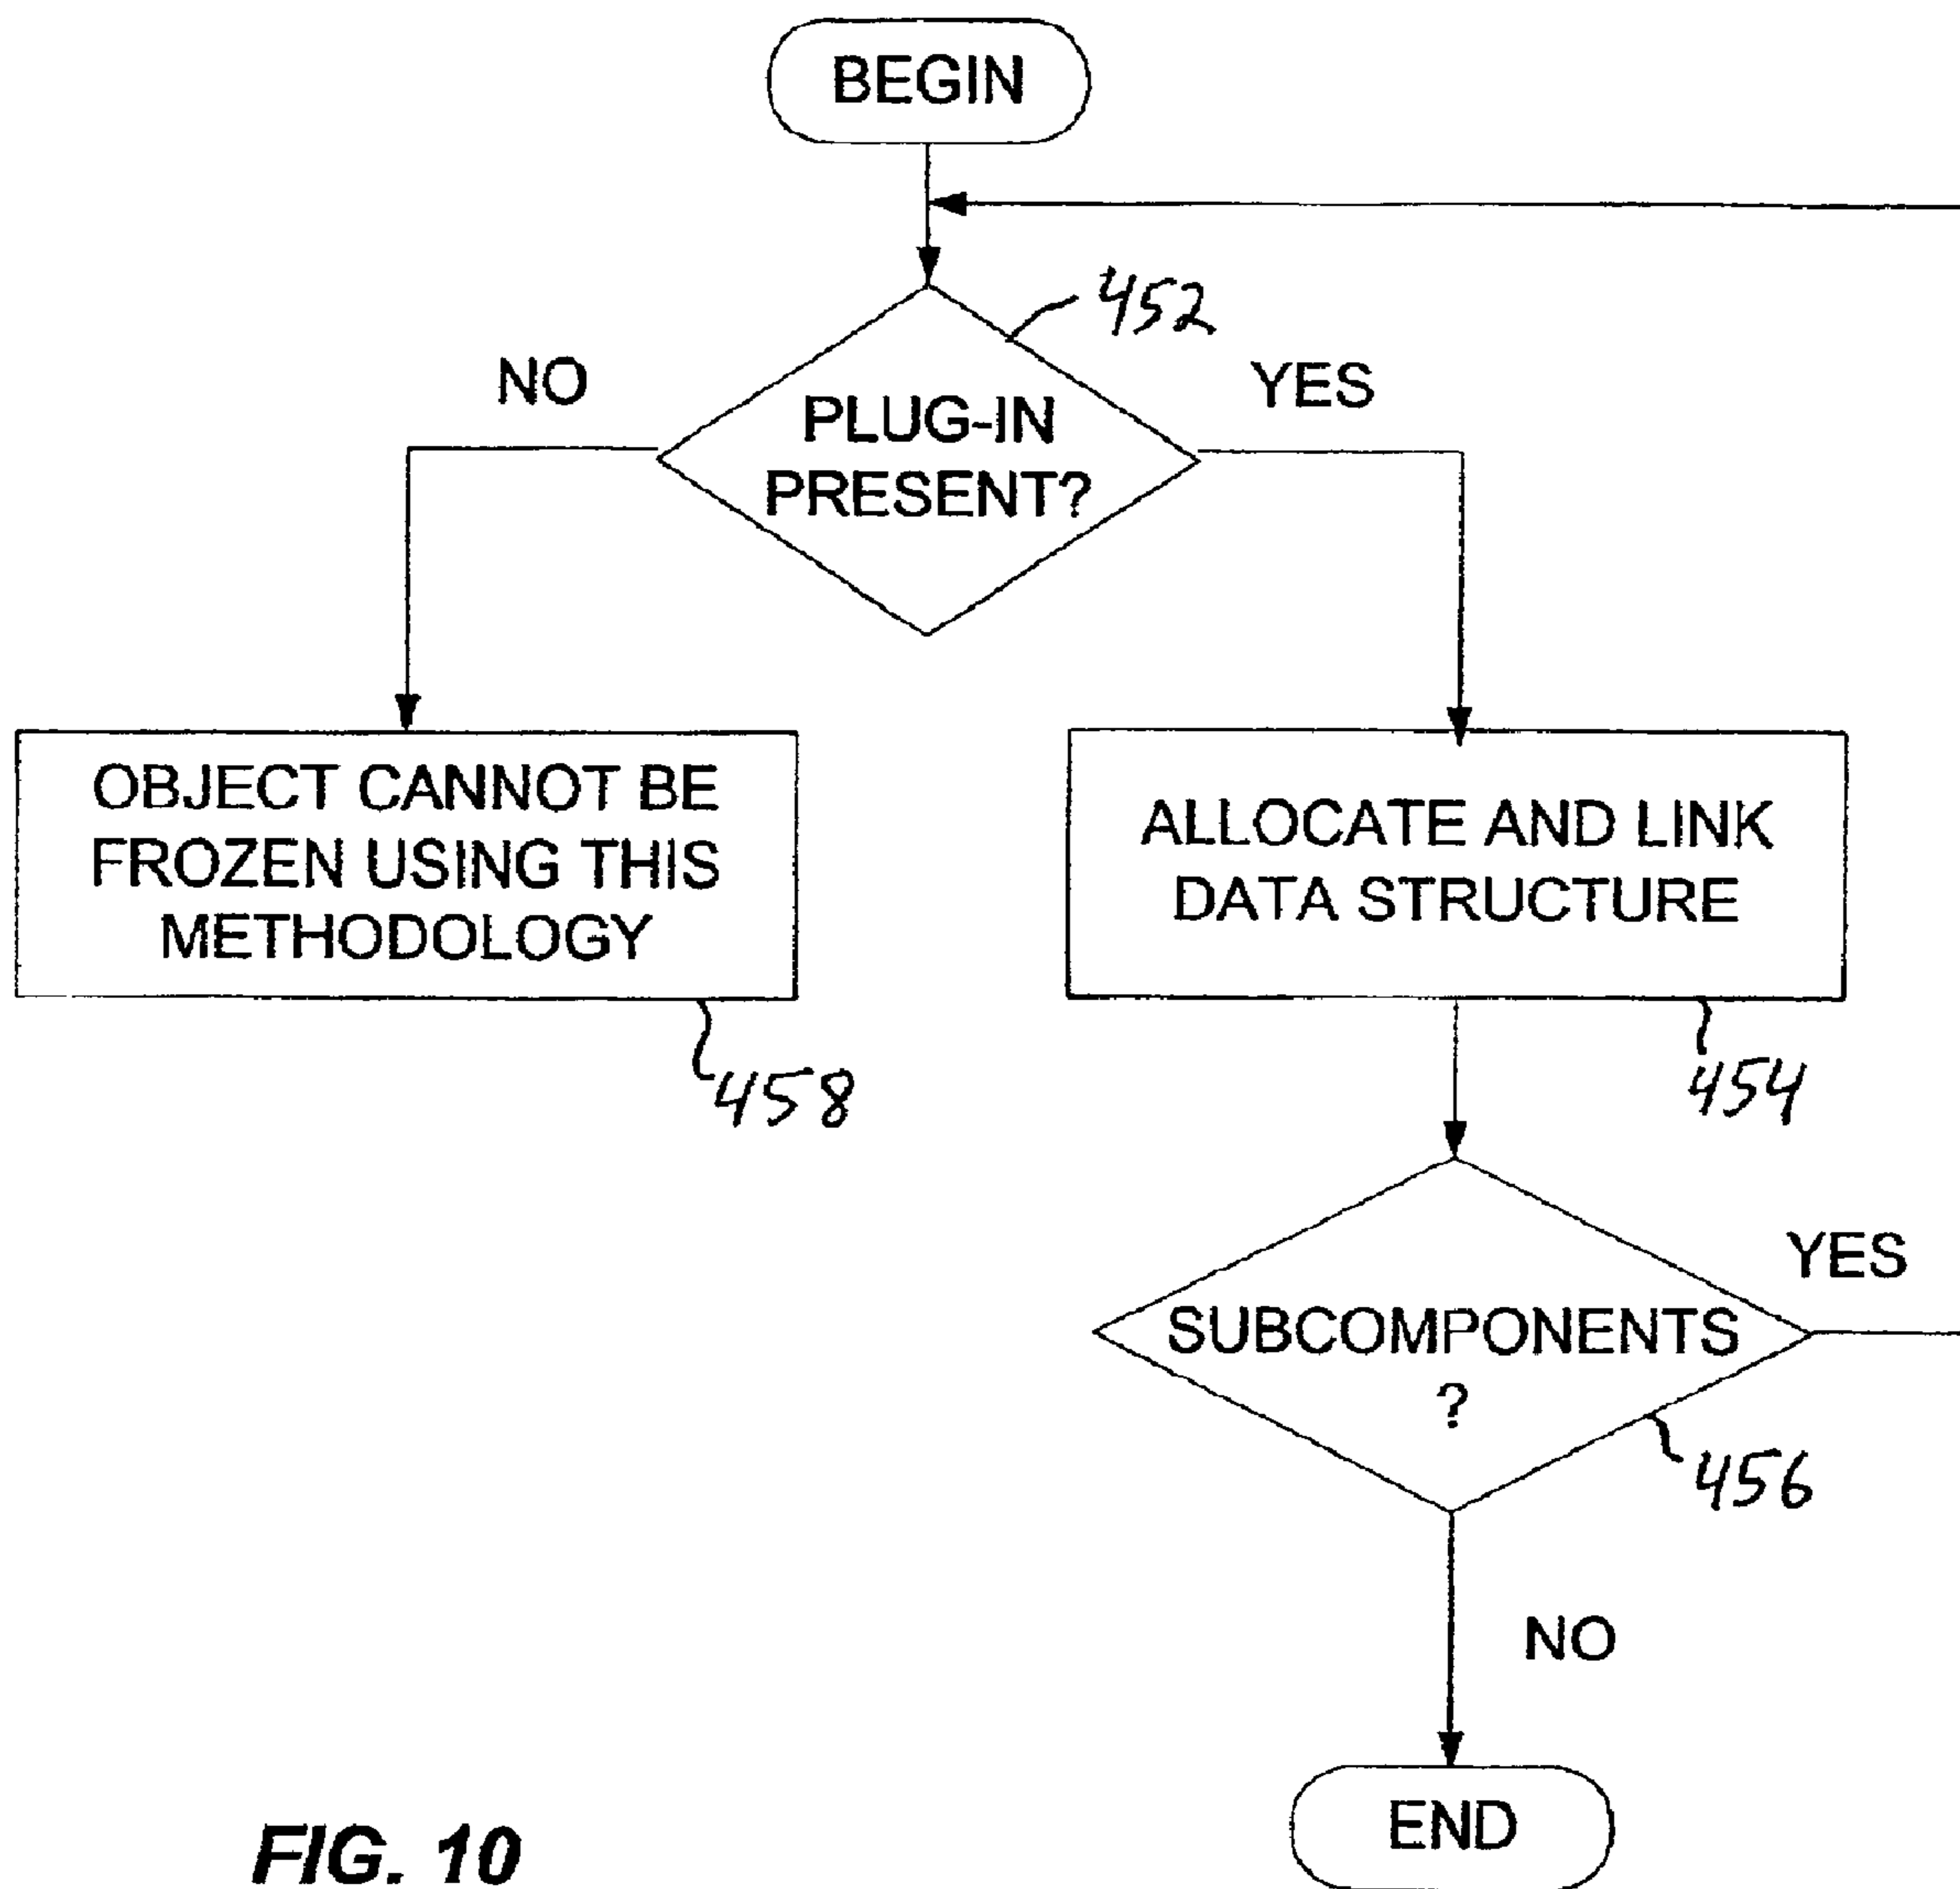 BEGIN
452
NO
YES
PLUG-IN
PRESENT?
OBJECT CANNOT BE
FROZEN USING THIS
METHODOLOGY
ALLOCATE AND LINK
DATA STRUCTURE
458
454
YES
SUBCOMPONENTS
?
456
NO
END
FIG. 10